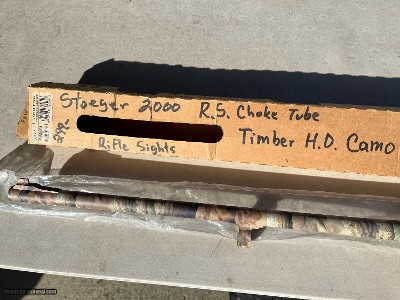 Stoeger 2000 R.S. Choke Tube
Timber H.D. Camo
Rifle Sights